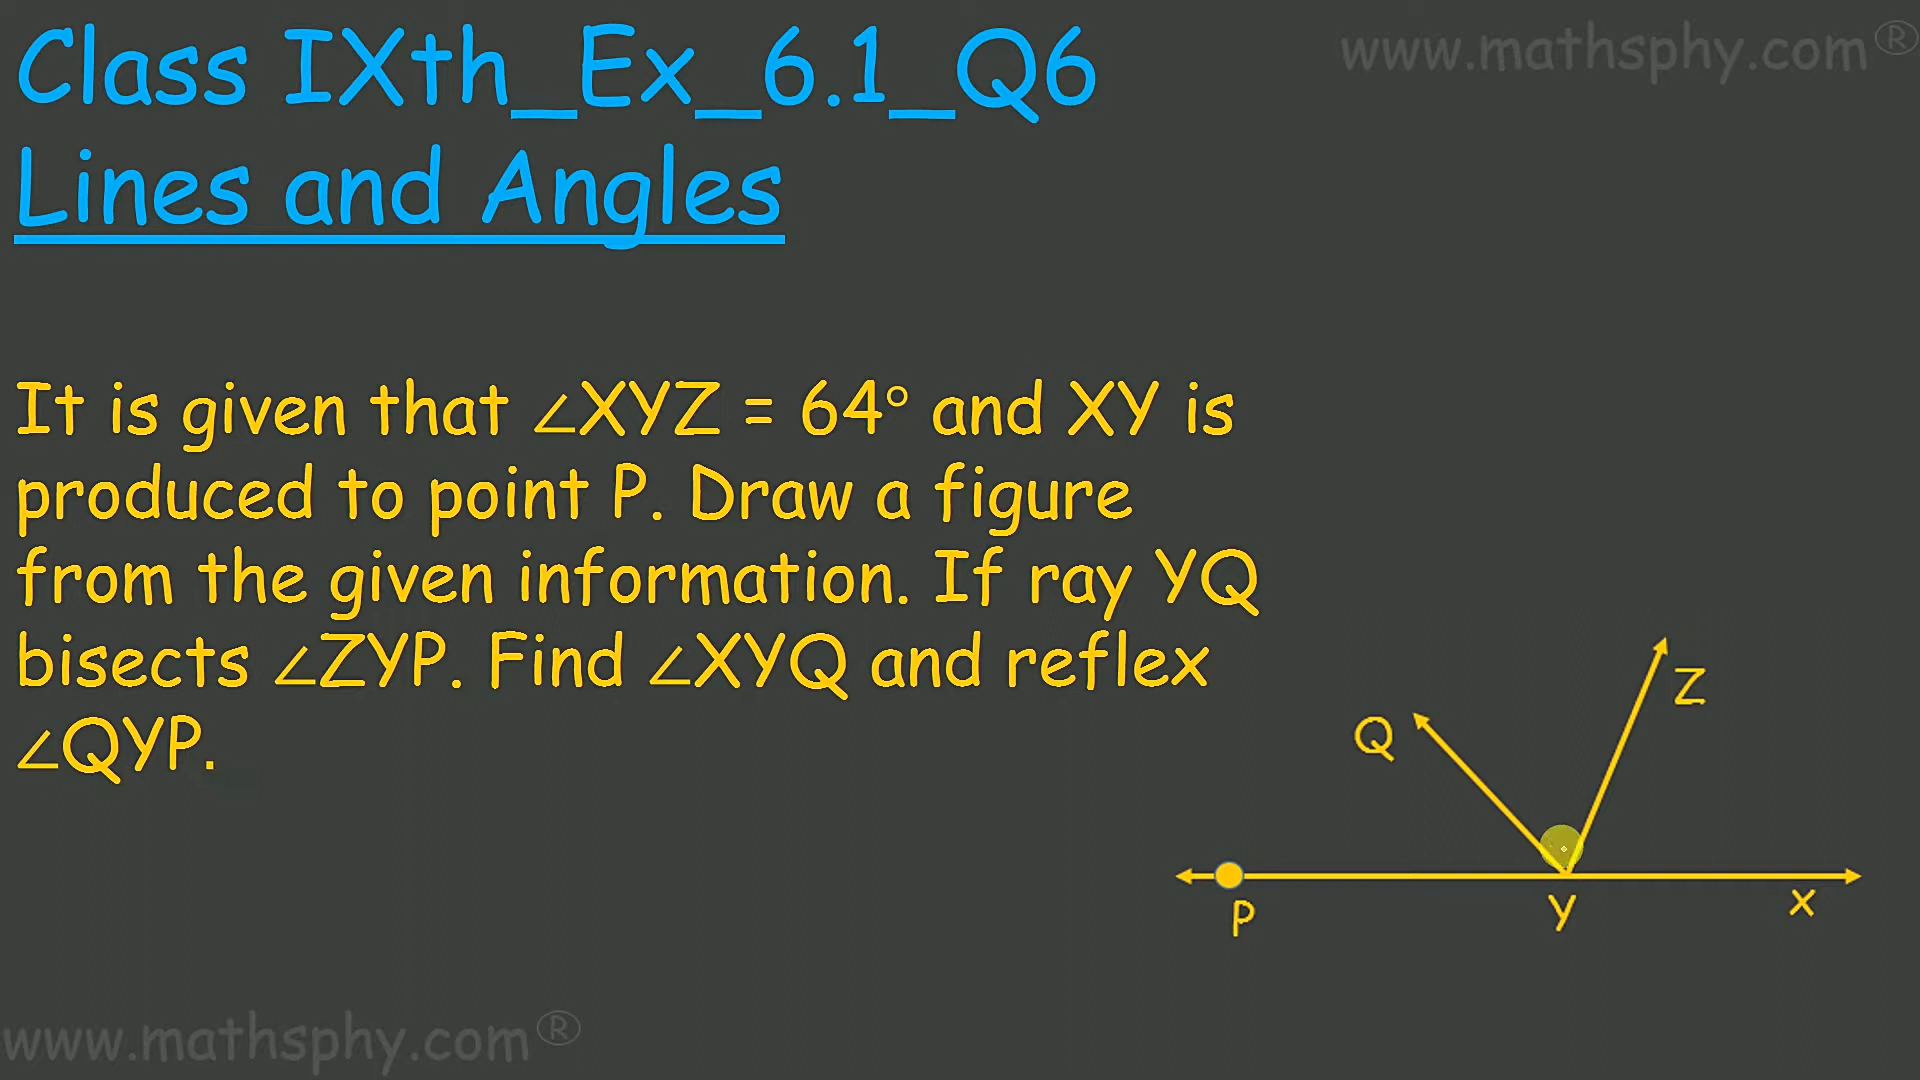 Class IXth_Ex_6.1_Q6
www.mathsphy.com®
Lines and Angles
It is given that ∠XYZ = 64° and XY is
produced to point P. Draw a figure
from the given information. If ray YQ
bisects ∠ZYP. Find ∠XYQ and reflex
∠QYP.
Z
Q
P
Y
X
www.mathsphy.com®